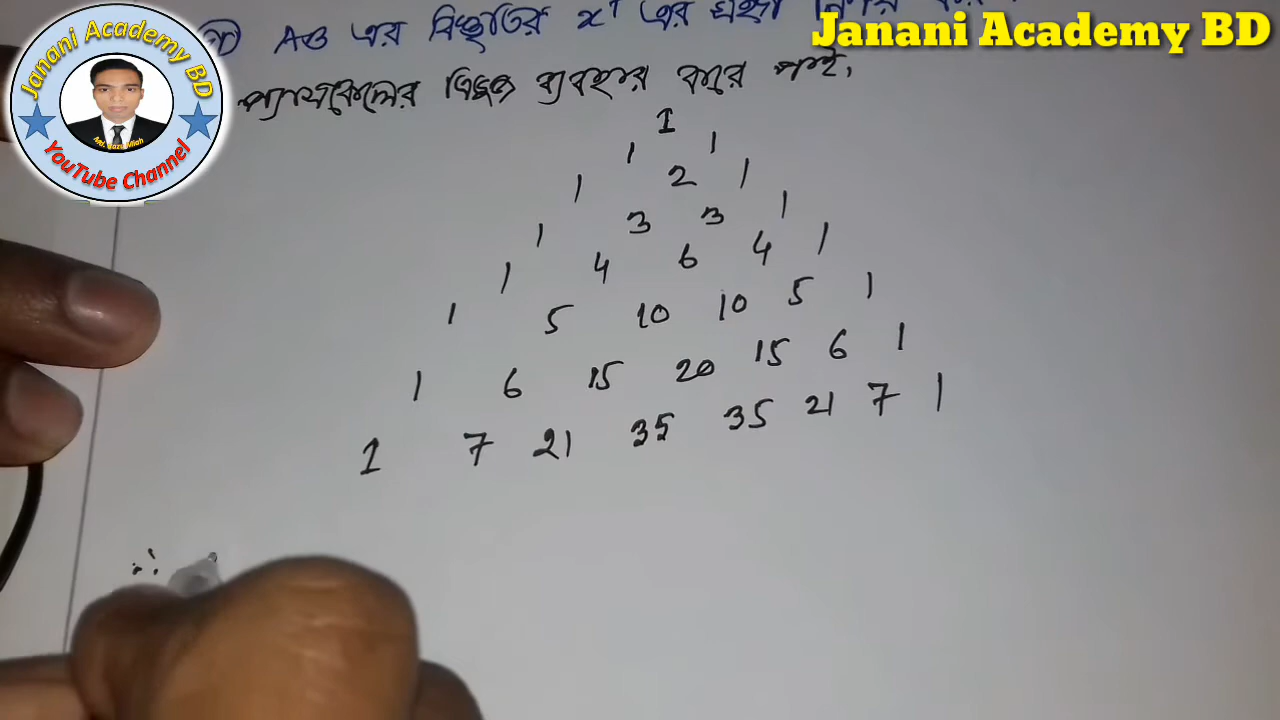 Janani Academy BD
Janani Academy BD
YouTube Channel
AB এর বিস্তৃতির x এর
প্যাসকেলের ত্রিভুজ ব্যবহার করে পাই,
1
1 1
1 2 1
1 3 3 1
1 4 6 4 1
1 5 10 10 5 1
1 6 15 20 15 6 1
1 7 21 35 35 21 7 1
∴